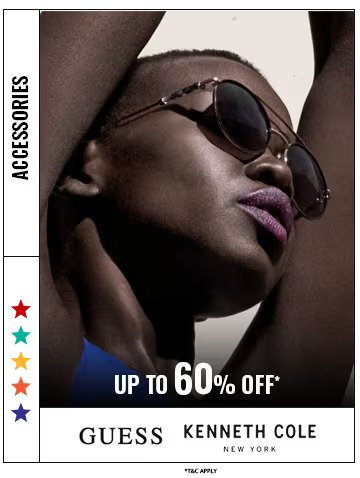 ACCESSORIES
UP TO 60% OFF*
GUESS
KENNETH COLE
NEW YORK
*T&C APPLY